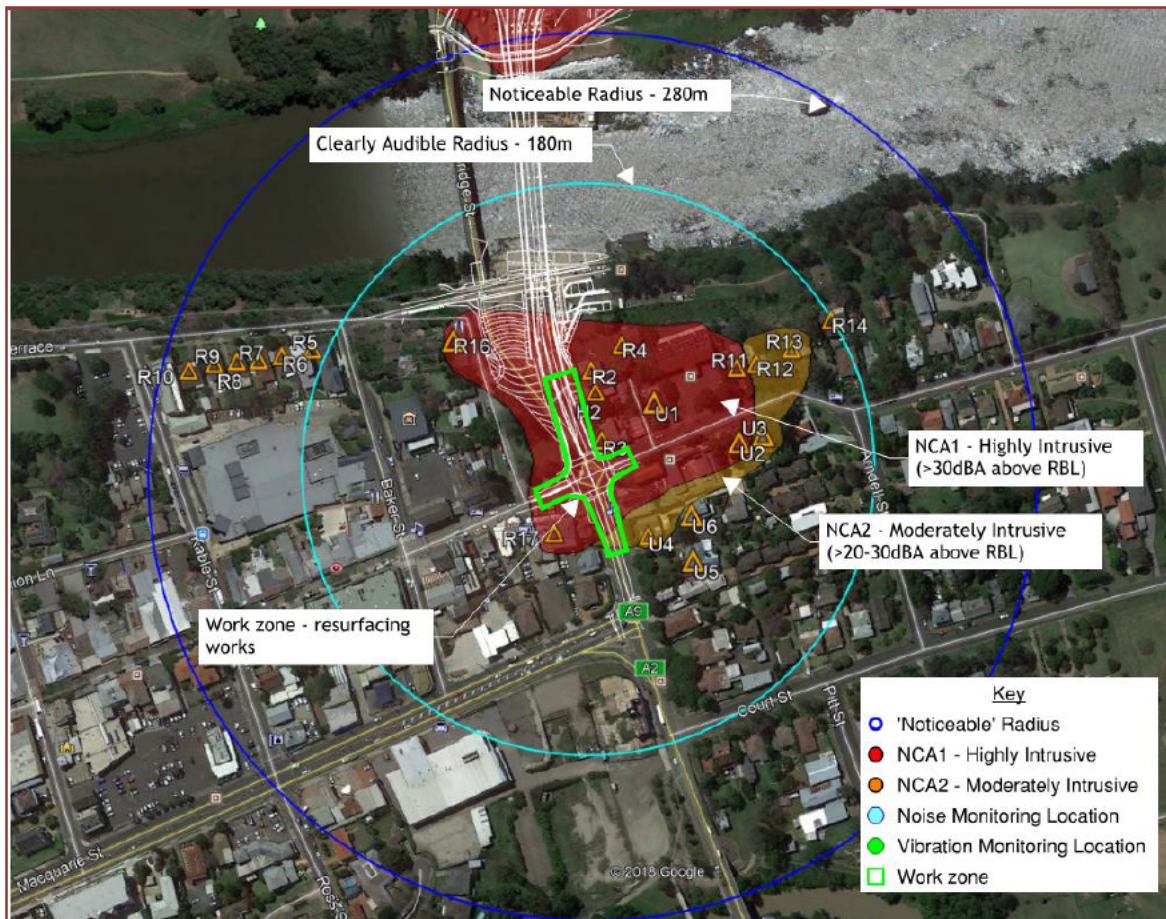 Noticeable Radius - 280m
Clearly Audible Radius - 180m
R14
R16
R5
R6
R7
R8
R9
R10
R4
R13
R11
R12
R2
H2
U1
U3
U2
Baker St
NCA1 - Highly Intrusive
(>30dBA above RBL)
U6
U4
R17
U5
NCA2 - Moderately Intrusive
(>20-30dBA above RBL)
Work zone - resurfacing
works
A9
A2
Court St
Pitt St
Macquarie St
© 2018 Google
Key
'Noticeable' Radius
NCA1 - Highly Intrusive
NCA2 - Moderately Intrusive
Noise Monitoring Location
Vibration Monitoring Location
Work zone